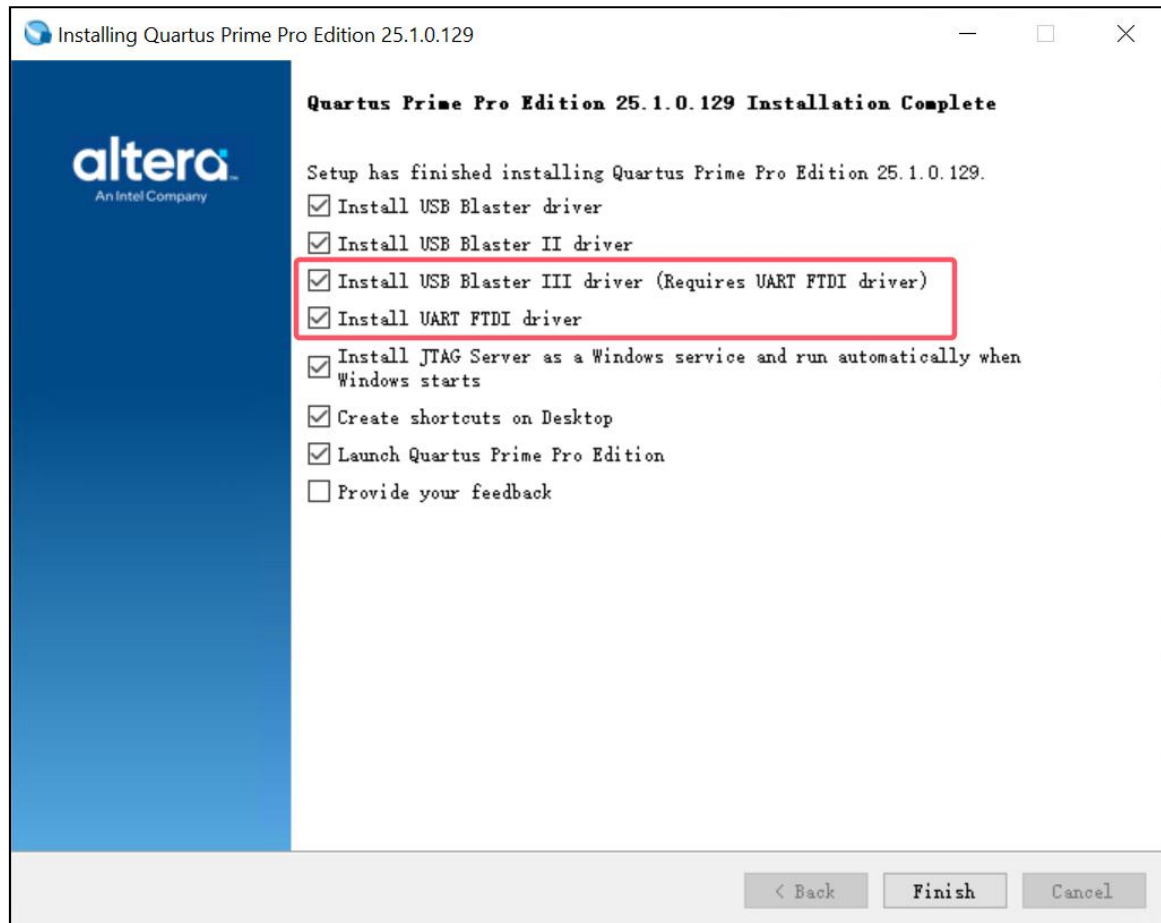 Installing Quartus Prime Pro Edition 25.1.0.129
altera
An Intel Company
Quartus Prime Pro Edition 25.1.0.129 Installation Complete
Setup has finished installing Quartus Prime Pro Edition 25.1.0.129.
Install USB Blaster driver
Install USB Blaster II driver
Install USB Blaster III driver (Requires UART FTDI driver)
Install UART FTDI driver
Install JTAG Server as a Windows service and run automatically when
Windows starts
Create shortcuts on Desktop
Launch Quartus Prime Pro Edition
Provide your feedback
< Back
Finish
Cancel